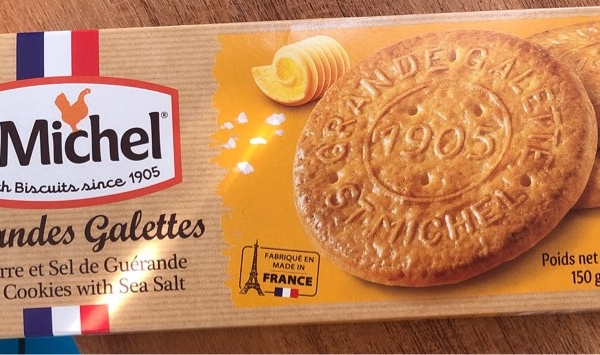 Michel®
h Biscuits since 1905
andes Galettes
rre et Sel de Guérande
Cookies with Sea Salt
FABRIQUÉ EN
MADE IN
FRANCE
GRANDE GALETTE
1905
ST MICHEL
Poids net
150 g